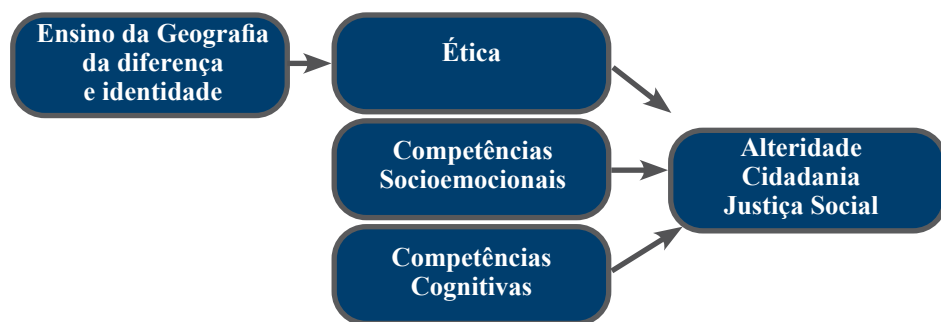 Ensino da Geografia
da diferença
e identidade
Ética
Competências
Socioemocionais
Competências
Cognitivas
Alteridade
Cidadania
Justiça Social